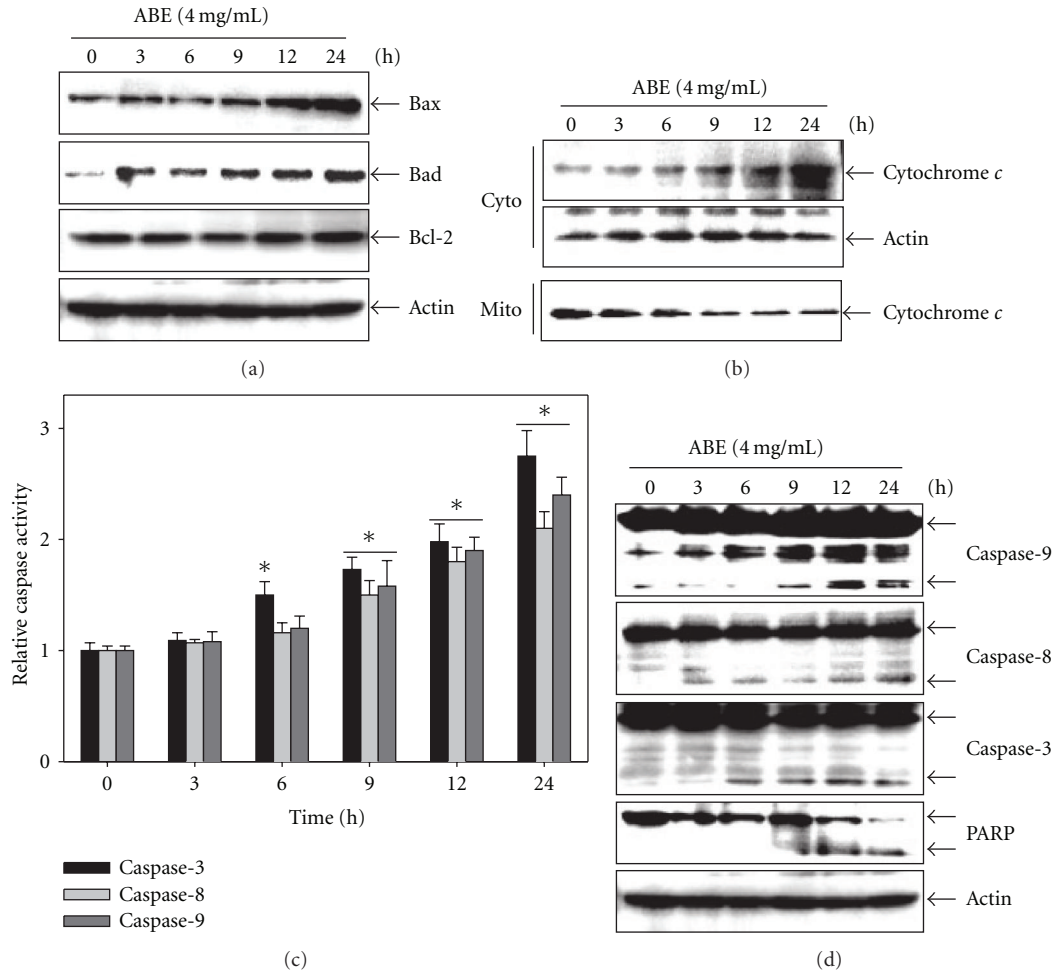 ABE (4 mg/mL)
0 3 6 9 12 24 (h)
Bax
Bad
Bcl-2
Actin
(a)
ABE (4 mg/mL)
0 3 6 9 12 24 (h)
Cyto
Cytochrome c
Actin
Mito
Cytochrome c
(b)
Relative caspase activity
3
2
1
0
*
*
*
*
0 3 6 9 12 24
Time (h)
Caspase-3
Caspase-8
Caspase-9
(c)
ABE (4 mg/mL)
0 3 6 9 12 24 (h)
Caspase-9
Caspase-8
Caspase-3
PARP
Actin
(d)